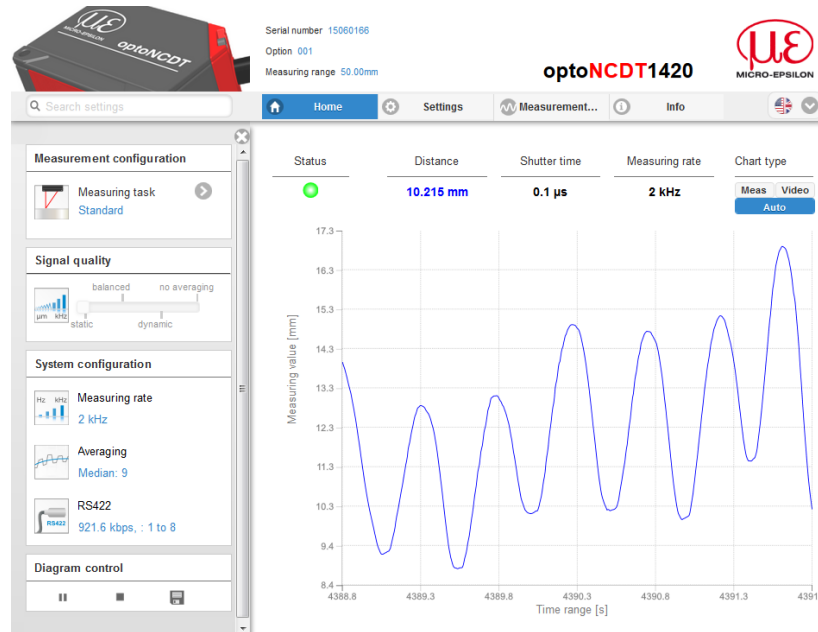 με
MICRO-EPSILON
optoNCDT
Serial number 15060166
Option 001
Measuring range 50.00mm
optoNCDT1420
με
MICRO-EPSILON
Search settings
Home
Settings
Measurement...
Info
Measurement configuration
Measuring task
Standard
Signal quality
balanced no averaging
µm kHz
static dynamic
System configuration
Hz kHz
Measuring rate
2 kHz
Averaging
Median: 9
RS422
RS422
921.6 kbps, : 1 to 8
Diagram control
Status Distance Shutter time Measuring rate Chart type
10.215 mm 0.1 µs 2 kHz Meas Video
Auto
17.3
16.3
15.3
14.3
13.3
12.3
11.3
10.3
9.4
8.4
Measuring value [mm]
4388.8 4389.3 4389.8 4390.3 4390.8 4391.3 4391
Time range [s]